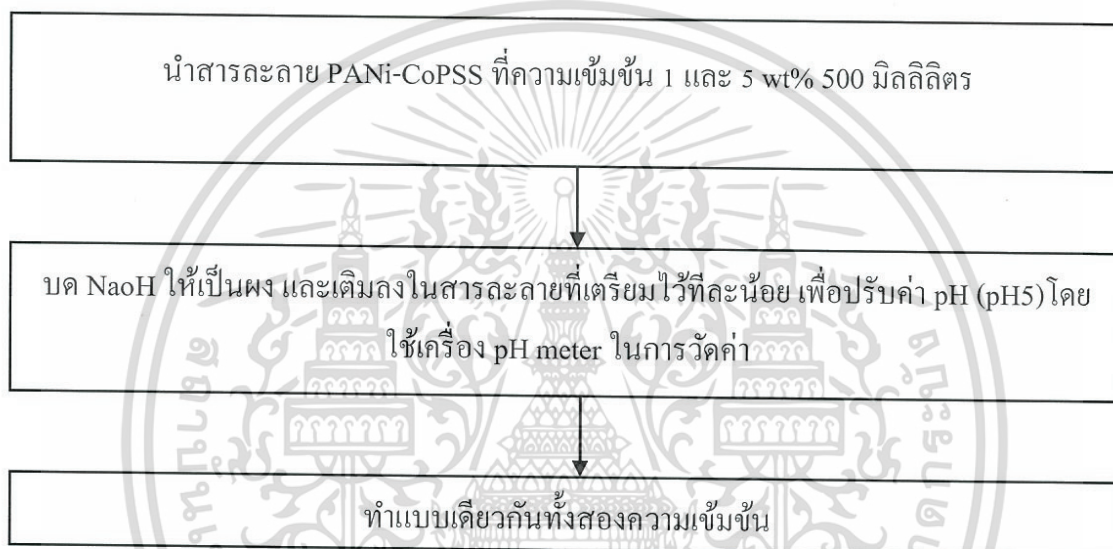 นำสารละลาย PANi-CoPSS ที่ความเข้มข้น 1 และ 5 wt% 500 มิลลิลิตร
บด NaoH ให้เป็นผง และเติมลงในสารละลายที่เตรียมไว้ทีละน้อย เพื่อปรับค่า pH (pH5) โดย
ใช้เครื่อง pH meter ในการวัดค่า
ทำแบบเดียวกันทั้งสองความเข้มข้น